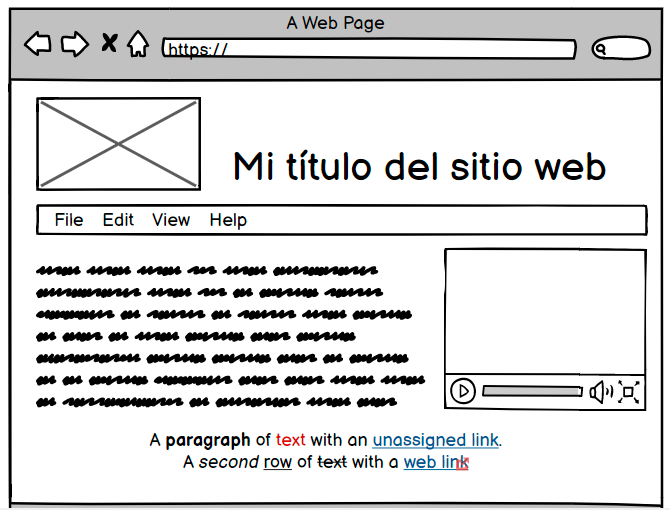 A Web Page
https://
Mi título del sitio web
File Edit View Help
A paragraph of text with an unassigned link.
A second row of text with a web link